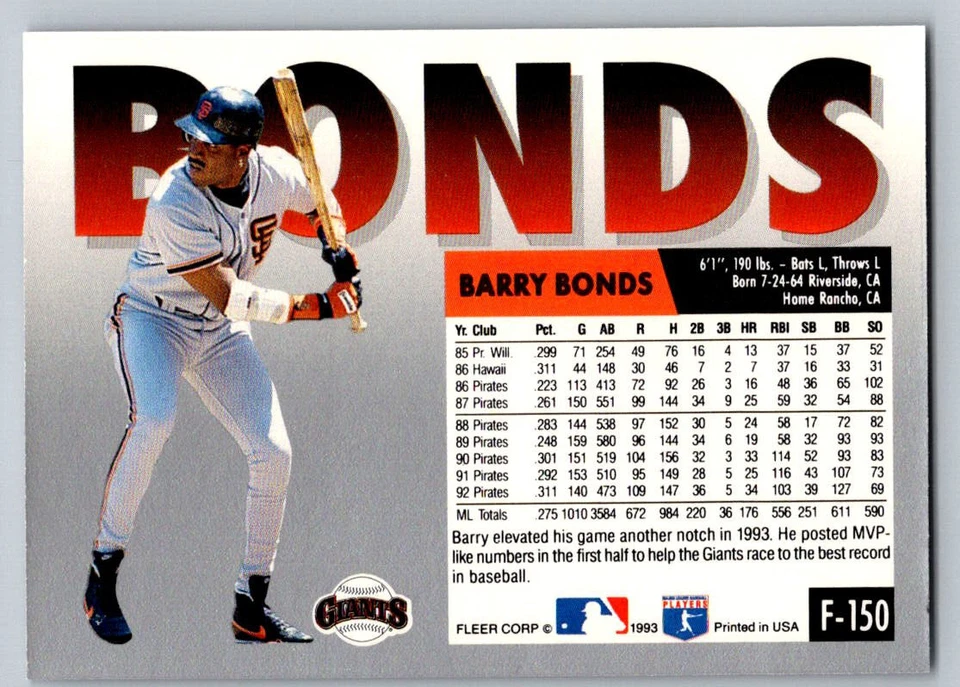 BONDS
BARRY BONDS
6'1", 190 lbs. – Bats L, Throws L
Born 7-24-64 Riverside, CA
Home Rancho, CA
Yr. Club Pct. G AB R H 2B 3B HR RBI SB BB SO
85 Pr. Will. .299 71 254 49 76 16 4 13 37 15 37 52
86 Hawaii .311 44 148 30 46 7 2 7 37 16 33 31
86 Pirates .223 113 413 72 92 26 3 16 48 36 65 102
87 Pirates .261 150 551 99 144 34 9 25 59 32 54 88
88 Pirates .283 144 538 97 152 30 5 24 58 17 72 82
89 Pirates .248 159 580 96 144 34 6 19 58 32 93 93
90 Pirates .301 151 519 104 156 32 3 33 114 52 93 83
91 Pirates .292 153 510 95 149 28 5 25 116 43 107 73
92 Pirates .311 140 473 109 147 36 5 34 103 39 127 69
ML Totals .275 1010 3584 672 984 220 36 176 556 251 611 590
Barry elevated his game another notch in 1993. He posted MVP-
like numbers in the first half to help the Giants race to the best record
in baseball.
SF
SF
GIANTS
FLEER CORP © 1993 PLAYERS Printed in USA
F-150